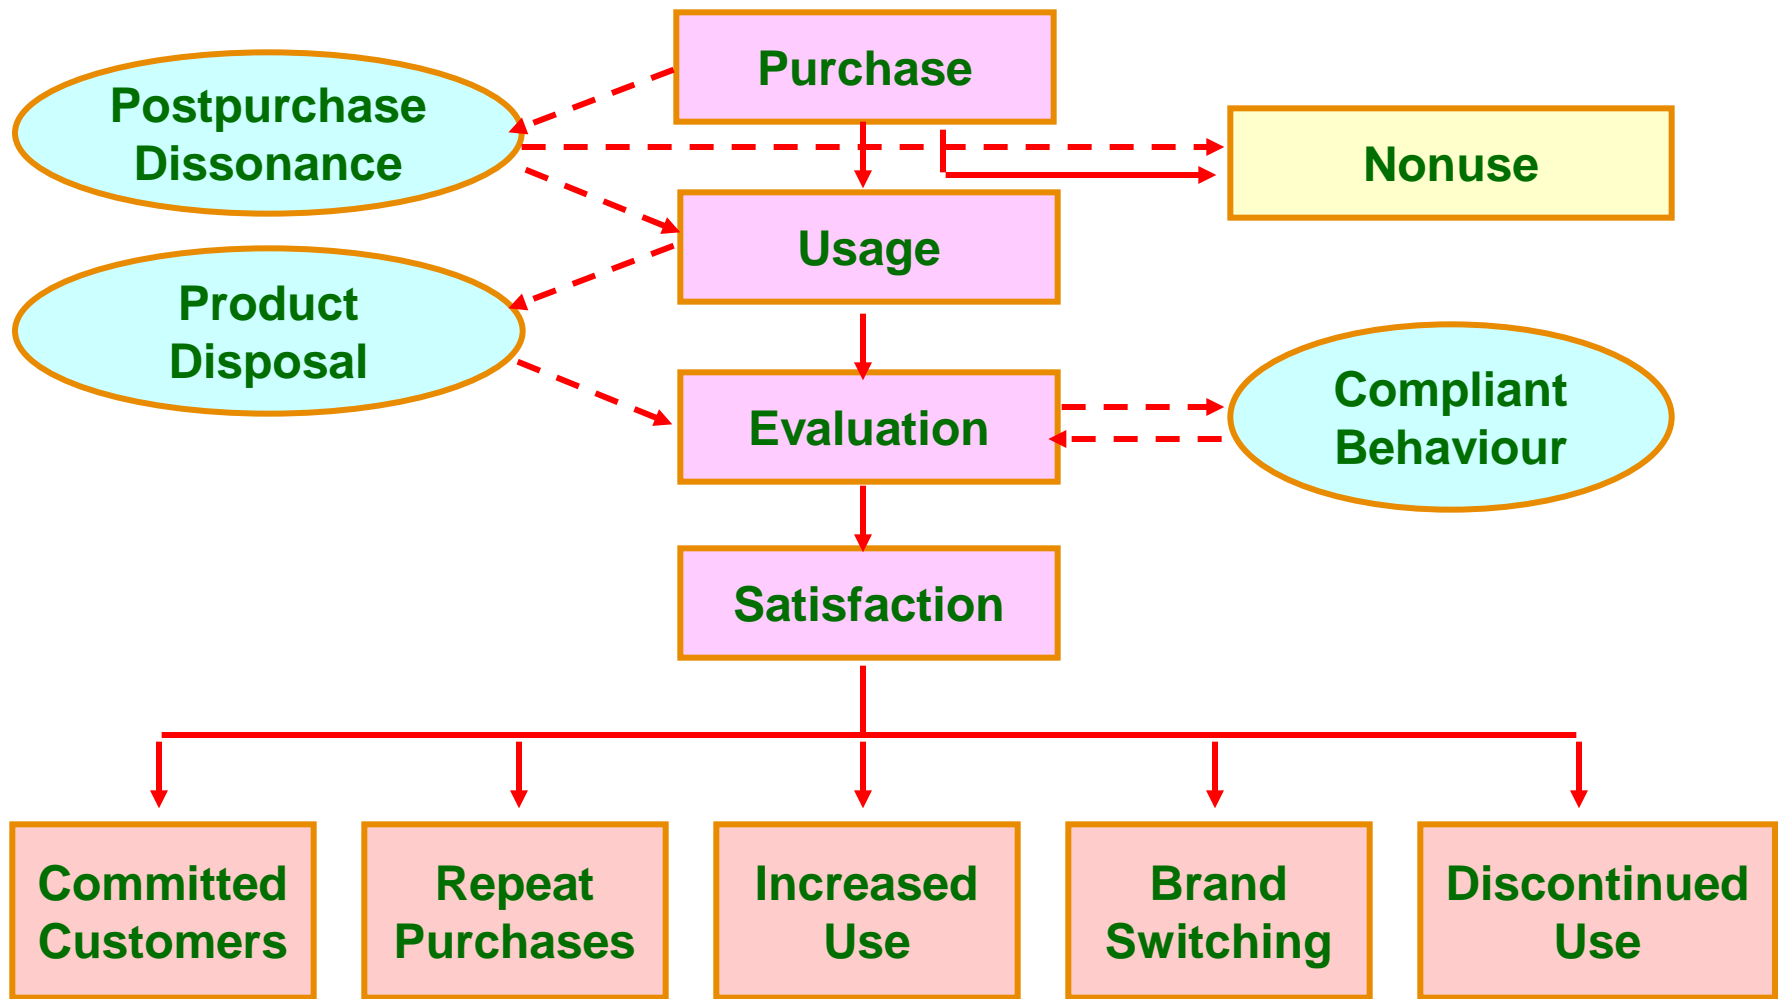 Purchase
Postpurchase
Dissonance
Nonuse
Usage
Product
Disposal
Compliant
Behaviour
Evaluation
Satisfaction
Committed
Customers
Repeat
Purchases
Increased
Use
Brand
Switching
Discontinued
Use